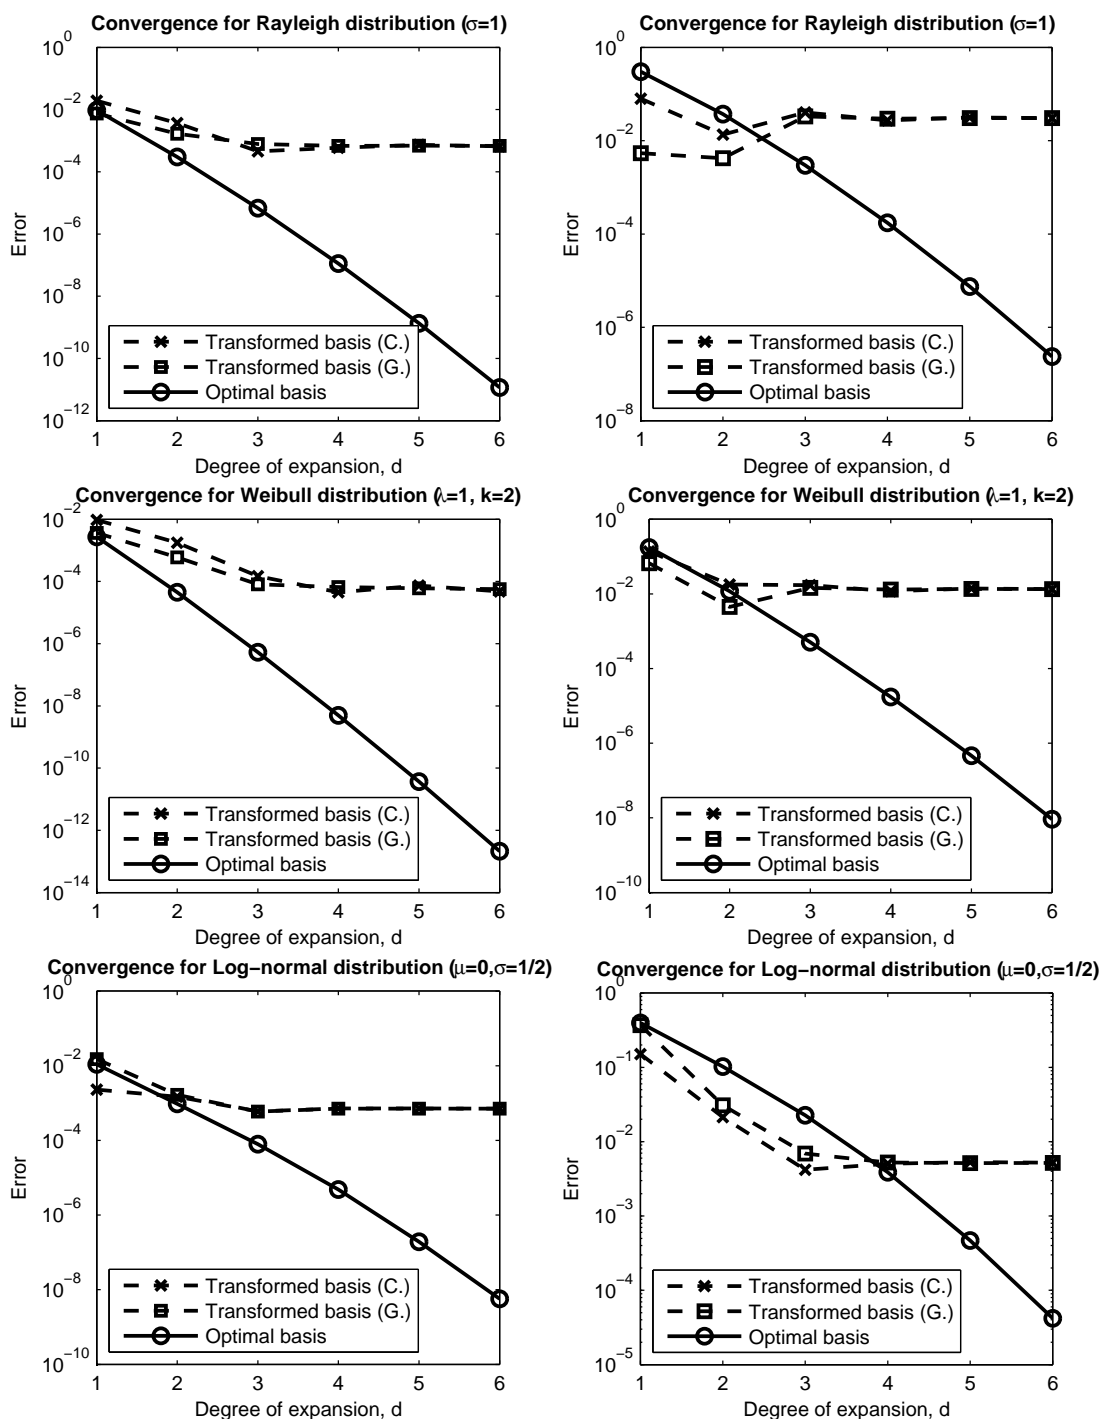 Convergence for Rayleigh distribution (σ=1)
10^0
10^−2
10^−4
10^−6
10^−8
10^−10
10^−12
Error
Transformed basis (C.)
Transformed basis (G.)
Optimal basis
1 2 3 4 5 6
Degree of expansion, d
Convergence for Rayleigh distribution (σ=1)
10^0
10^−2
10^−4
10^−6
10^−8
Error
Transformed basis (C.)
Transformed basis (G.)
Optimal basis
1 2 3 4 5 6
Degree of expansion, d
Convergence for Weibull distribution (λ=1, k=2)
10^−2
10^−4
10^−6
10^−8
10^−10
10^−12
10^−14
Error
Transformed basis (C.)
Transformed basis (G.)
Optimal basis
1 2 3 4 5 6
Degree of expansion, d
Convergence for Weibull distribution (λ=1, k=2)
10^0
10^−2
10^−4
10^−6
10^−8
10^−10
Error
Transformed basis (C.)
Transformed basis (G.)
Optimal basis
1 2 3 4 5 6
Degree of expansion, d
Convergence for Log−normal distribution (μ=0,σ=1/2)
10^0
10^−2
10^−4
10^−6
10^−8
10^−10
Error
Transformed basis (C.)
Transformed basis (G.)
Optimal basis
1 2 3 4 5 6
Degree of expansion, d
Convergence for Log−normal distribution (μ=0,σ=1/2)
10^0
10^−1
10^−2
10^−3
10^−4
10^−5
Error
Transformed basis (C.)
Transformed basis (G.)
Optimal basis
1 2 3 4 5 6
Degree of expansion, d